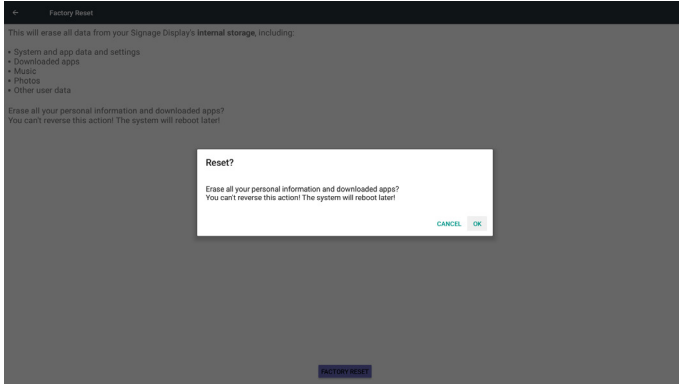 ← Factory Reset
This will erase all data from your Signage Display's internal storage, including:
• System and app data and settings
• Downloaded apps
• Music
• Photos
• Other user data
Erase all your personal information and downloaded apps?
You can't reverse this action! The system will reboot later!
Reset?
Erase all your personal information and downloaded apps?
You can't reverse this action! The system will reboot later!
CANCEL OK
FACTORY RESET